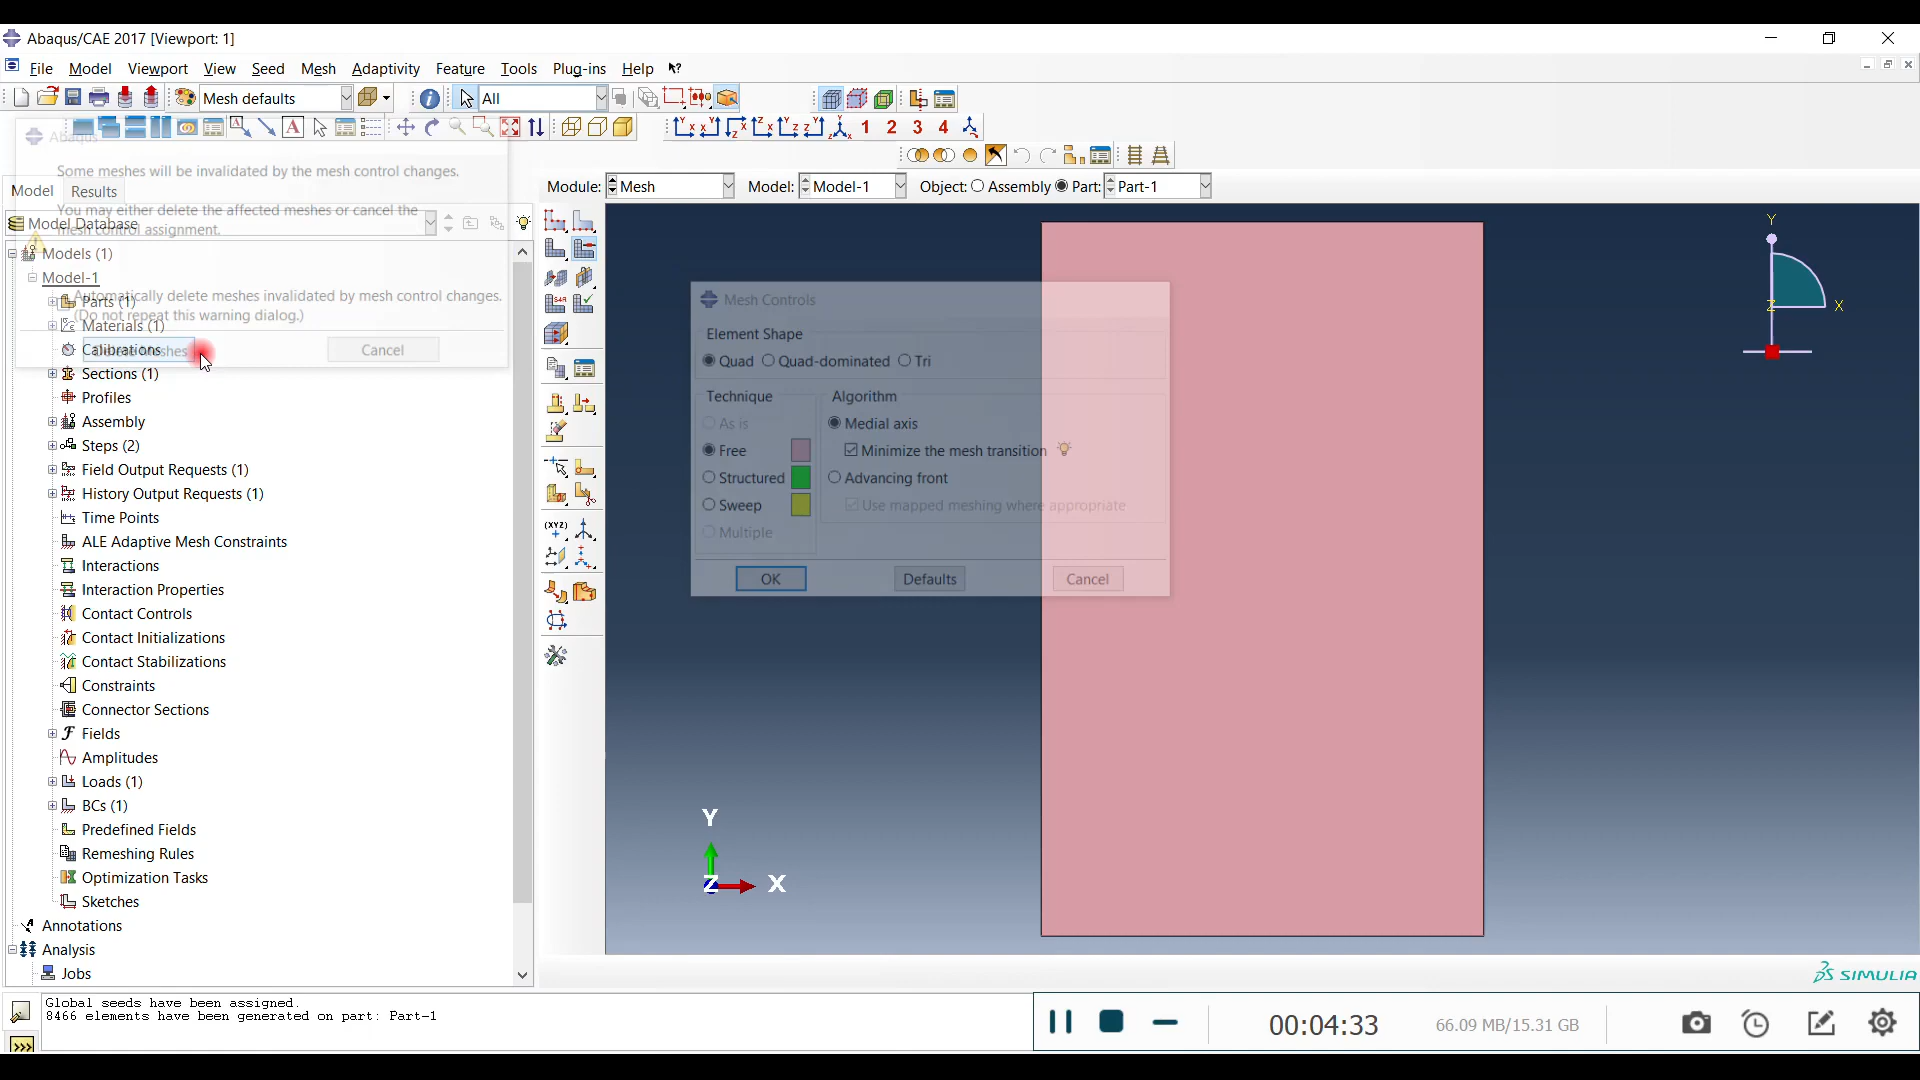 Abaqus/CAE 2017 [Viewport: 1]
File Model Viewport View Seed Mesh Adaptivity Feature Tools Plug-ins Help
Mesh defaults
All
1 2 3 4
Abaqus
Some meshes will be invalidated by the mesh control changes.
You may either delete the affected meshes or cancel the
mesh control assignment.
Automatically delete meshes invalidated by mesh control changes.
(Do not repeat this warning dialog.)
Delete Meshes
Cancel
Model Results
Module: Mesh Model: Model-1 Object: Assembly Part: Part-1
Model Database
Models (1)
Model-1
Parts (1)
Materials (1)
Calibrations
Sections (1)
Profiles
Assembly
Steps (2)
Field Output Requests (1)
History Output Requests (1)
Time Points
ALE Adaptive Mesh Constraints
Interactions
Interaction Properties
Contact Controls
Contact Initializations
Contact Stabilizations
Constraints
Connector Sections
Fields
Amplitudes
Loads (1)
BCs (1)
Predefined Fields
Remeshing Rules
Optimization Tasks
Sketches
Annotations
Analysis
Jobs
Mesh Controls
Element Shape
Quad Quad-dominated Tri
Technique
As is
Free
Structured
Sweep
Multiple
Algorithm
Medial axis
Minimize the mesh transition
Advancing front
Use mapped meshing where appropriate
OK Defaults Cancel
Y
Z X
Y
Z X
SIMULIA
Global seeds have been assigned.
8466 elements have been generated on part: Part-1
>>>
00:04:33
66.09 MB/15.31 GB